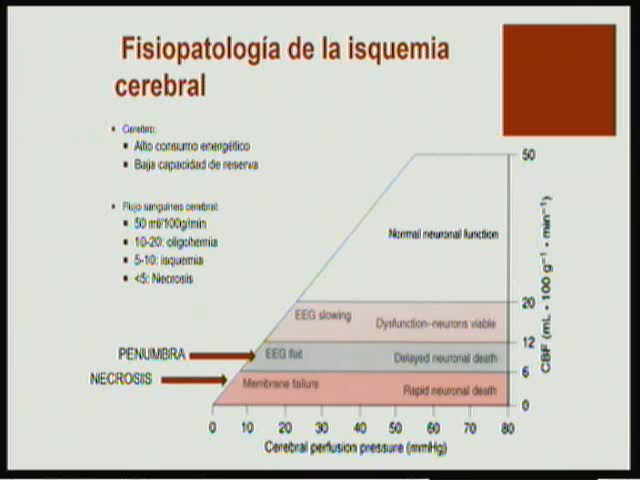 Fisiopatología de la isquemia
cerebral
Cerebro:
Alto consumo energético
Baja capacidad de reserva
Flujo sanguíneo cerebral:
50 ml/100g/min
10-20: oligohemia
5-10: isquemia
<5: Necrosis
50
Normal neuronal function
20
EEG slowing
Dysfunction–neurons viable
12
PENUMBRA
EEG flat
Delayed neuronal death
6
NECROSIS
Membrane failure
Rapid neuronal death
0
CBF (mL • 100 g⁻¹ • min⁻¹)
0 10 20 30 40 50 60 70 80
Cerebral perfusion pressure (mmHg)